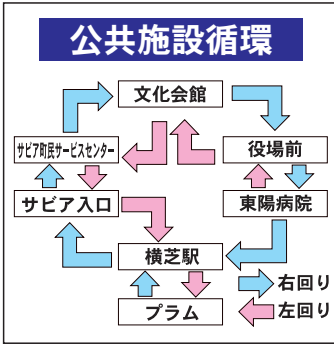 公共施設循環
文化会館
サビア町民サービスセンター
役場前
サビア入口
東陽病院
横芝駅
プラム
右回り
左回り